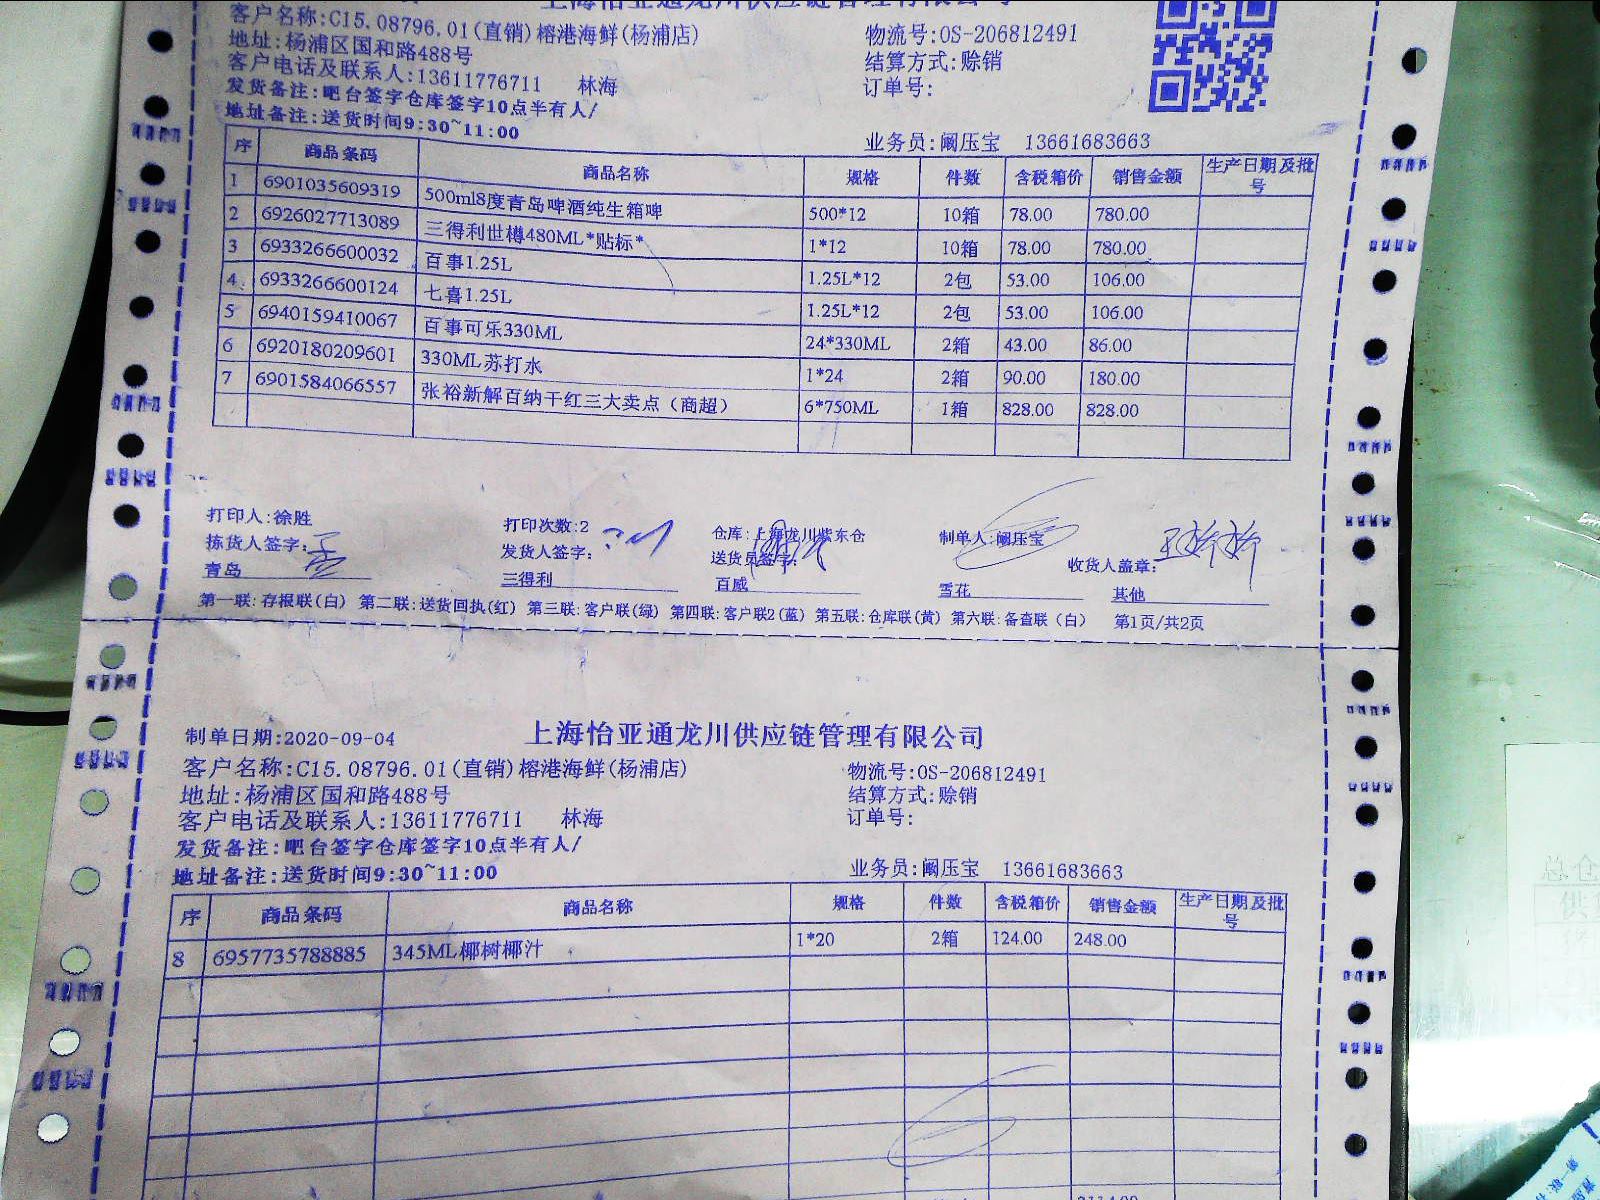 上海怡亚通龙川供应链管理有限公司
客户名称:C15.08796.01(直销)榕港海鲜(杨浦店) 物流号:OS-206812491
地址:杨浦区国和路488号 结算方式:赊销
客户电话及联系人:13611776711 林海 订单号:
发货备注:吧台签字仓库签字10点半有人/
地址备注:送货时间9:30~11:00 业务员:阚压宝 13661683663
序 商品条码 商品名称 规格 件数 含税箱价 销售金额 生产日期及批号
1 6901035609319 500ml8度青岛啤酒纯生箱啤 500*12 10箱 78.00 780.00
2 6926027713089 三得利世樽480ML*贴标* 1*12 10箱 78.00 780.00
3 6933266600032 百事1.25L 1.25L*12 2包 53.00 106.00
4 6933266600124 七喜1.25L 1.25L*12 2包 53.00 106.00
5 6940159410067 百事可乐330ML 24*330ML 2箱 43.00 86.00
6 6920180209601 330ML苏打水 1*24 2箱 90.00 180.00
7 6901584066557 张裕新解百纳干红三大卖点（商超） 6*750ML 1箱 828.00 828.00
打印人:徐胜 打印次数:2 仓库:上海龙川紫东仓 制单人:阚压宝
拣货人签字: 发货人签字: 送货员签字: 收货人盖章:
青岛 三得利 百威 雪花 其他
第一联:存根联(白) 第二联:送货回执(红) 第三联:客户联(绿) 第四联:客户联2(蓝) 第五联:仓库联(黄) 第六联:备查联（白） 第1页/共2页
制单日期:2020-09-04 上海怡亚通龙川供应链管理有限公司
客户名称:C15.08796.01(直销)榕港海鲜(杨浦店) 物流号:OS-206812491
地址:杨浦区国和路488号 结算方式:赊销
客户电话及联系人:13611776711 林海 订单号:
发货备注:吧台签字仓库签字10点半有人/
地址备注:送货时间9:30~11:00 业务员:阚压宝 13661683663
序 商品条码 商品名称 规格 件数 含税箱价 销售金额 生产日期及批号
8 6957735788885 345ML椰树椰汁 1*20 2箱 124.00 248.00